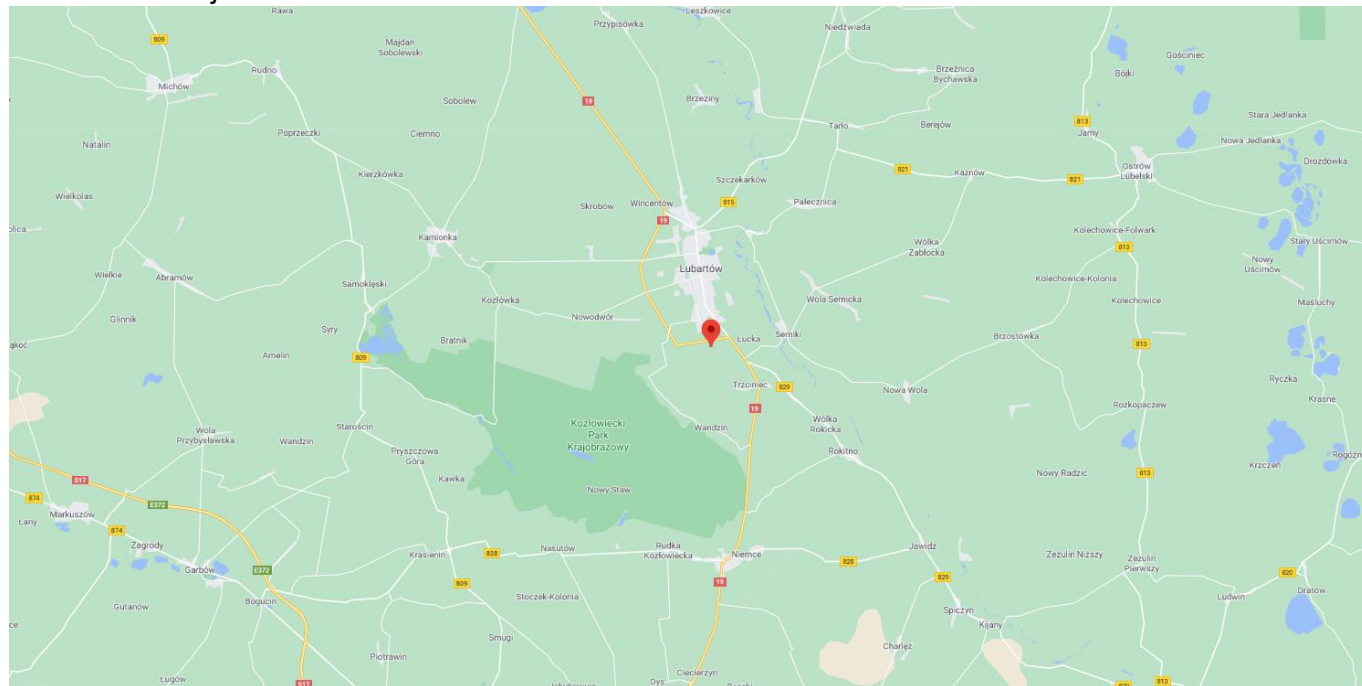 Rawa
Leszkowice
Przypisówka
Niedźwiada
809
Majdan
Sobolewski
Gościniec
Rudno
Brzeźnica
Bychawska
Bójki
Michów
Sobolew
19
Brzeziny
Stara Jedlanka
813
Tarło
Berejów
Jamy
Poprzeczki
Ciemno
Nowa Jedlanka
Natalin
Drozdówka
Ostrów
Lubelski
821
Kaznów
821
Kierzkówka
Szczekarków
Wielkolas
Skrobów
Wincentów
815
Pałecznica
19
Kolechowice-Folwark
Kamionka
Wólka
Zabłocka
813
Stary Uścimów
Nowy
Uścimów
Lubartów
Wielkie
Abramów
Samoklęski
Kolechowice-Kolonia
Kozłówka
Wola Sernicka
Kolechowice
Maśluchy
Nowodwór
Glinnik
Syry
Serniki
Brzostówka
Bratnik
Łucka
813
Amelin
809
Ryczka
Trzciniec
829
Nowa Wola
Krasne
19
Rozkopaczew
Kozłowiecki
Park
Krajobrazowy
Wólka
Rokicka
Wola
Przybysławska
Wandzin
Starościn
Wandzin
Pryszczowa
Góra
Rokitno
Krzczeń
Kawka
Nowy Radzic
813
S17
Nowy Staw
874
E372
Markuszów
Łany
874
Zagrody
Jawidz
Krasienin
828
Nasutów
Rudka
Kozłowiecka
Niemce
828
Zezulin Niższy
Zezulin
Pierwszy
Garbów
E372
829
820
809
19
Bogucin
Stoczek-Kolonia
Ludwin
Dratów
Gutanów
Spiczyn
Kijany
Smugi
Charlęż
Piotrawin
Ciecierzyn
Ługów
S17
Dys
813